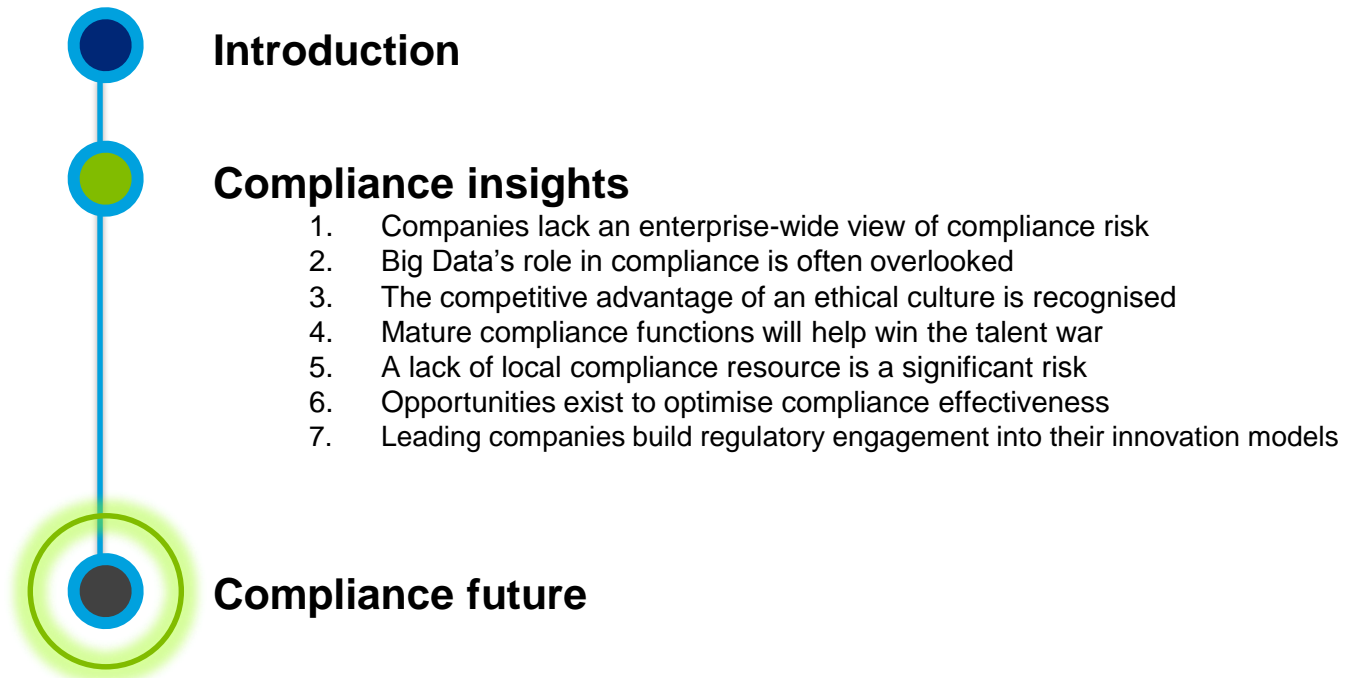 Introduction
Compliance insights
1. Companies lack an enterprise-wide view of compliance risk
2. Big Data’s role in compliance is often overlooked
3. The competitive advantage of an ethical culture is recognised
4. Mature compliance functions will help win the talent war
5. A lack of local compliance resource is a significant risk
6. Opportunities exist to optimise compliance effectiveness
7. Leading companies build regulatory engagement into their innovation models
Compliance future